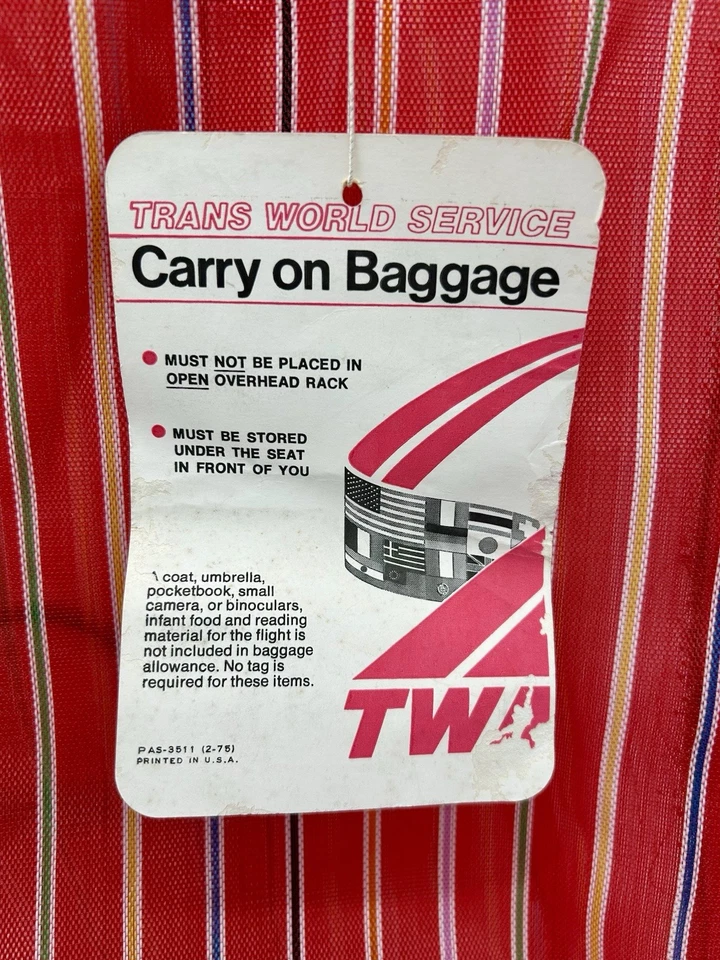 TRANS WORLD SERVICE
Carry on Baggage
MUST NOT BE PLACED IN
OPEN OVERHEAD RACK
MUST BE STORED
UNDER THE SEAT
IN FRONT OF YOU
coat, umbrella,
pocketbook, small
camera, or binoculars,
infant food and reading
material for the flight is
not included in baggage
allowance. No tag is
required for these items.
TWA
PAS-3511 (2-75)
PRINTED IN U.S.A.